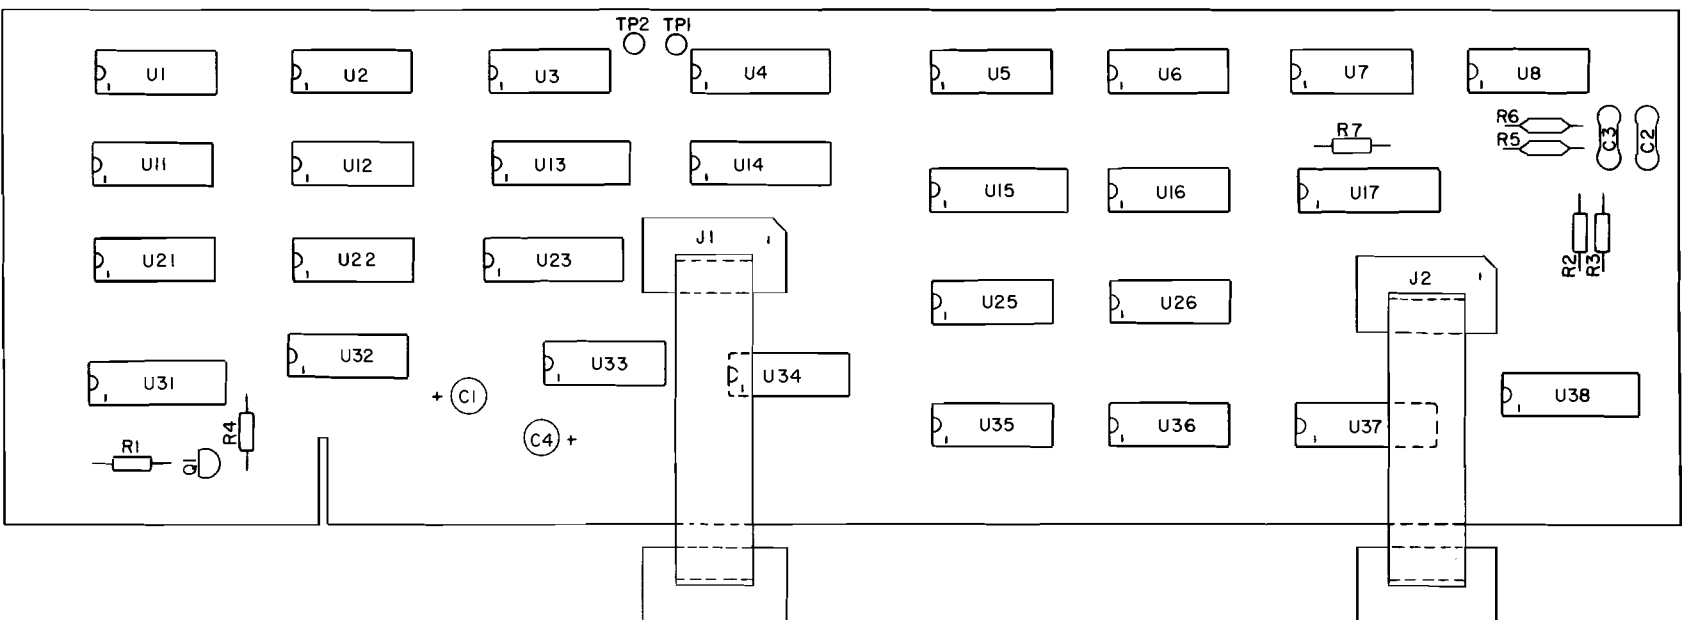 TP2 TP1
U1 U2 U3 U4 U5 U6 U7 U8
R6
R7
R5
C3
C2
U11 U12 U13 U14
U15 U16 U17
J1
U21 U22 U23
R2
R3
J2
U25 U26
U32
U33
U34
U31
+ C1
U38
R4
C4 +
U35 U36 U37
R1
Q1